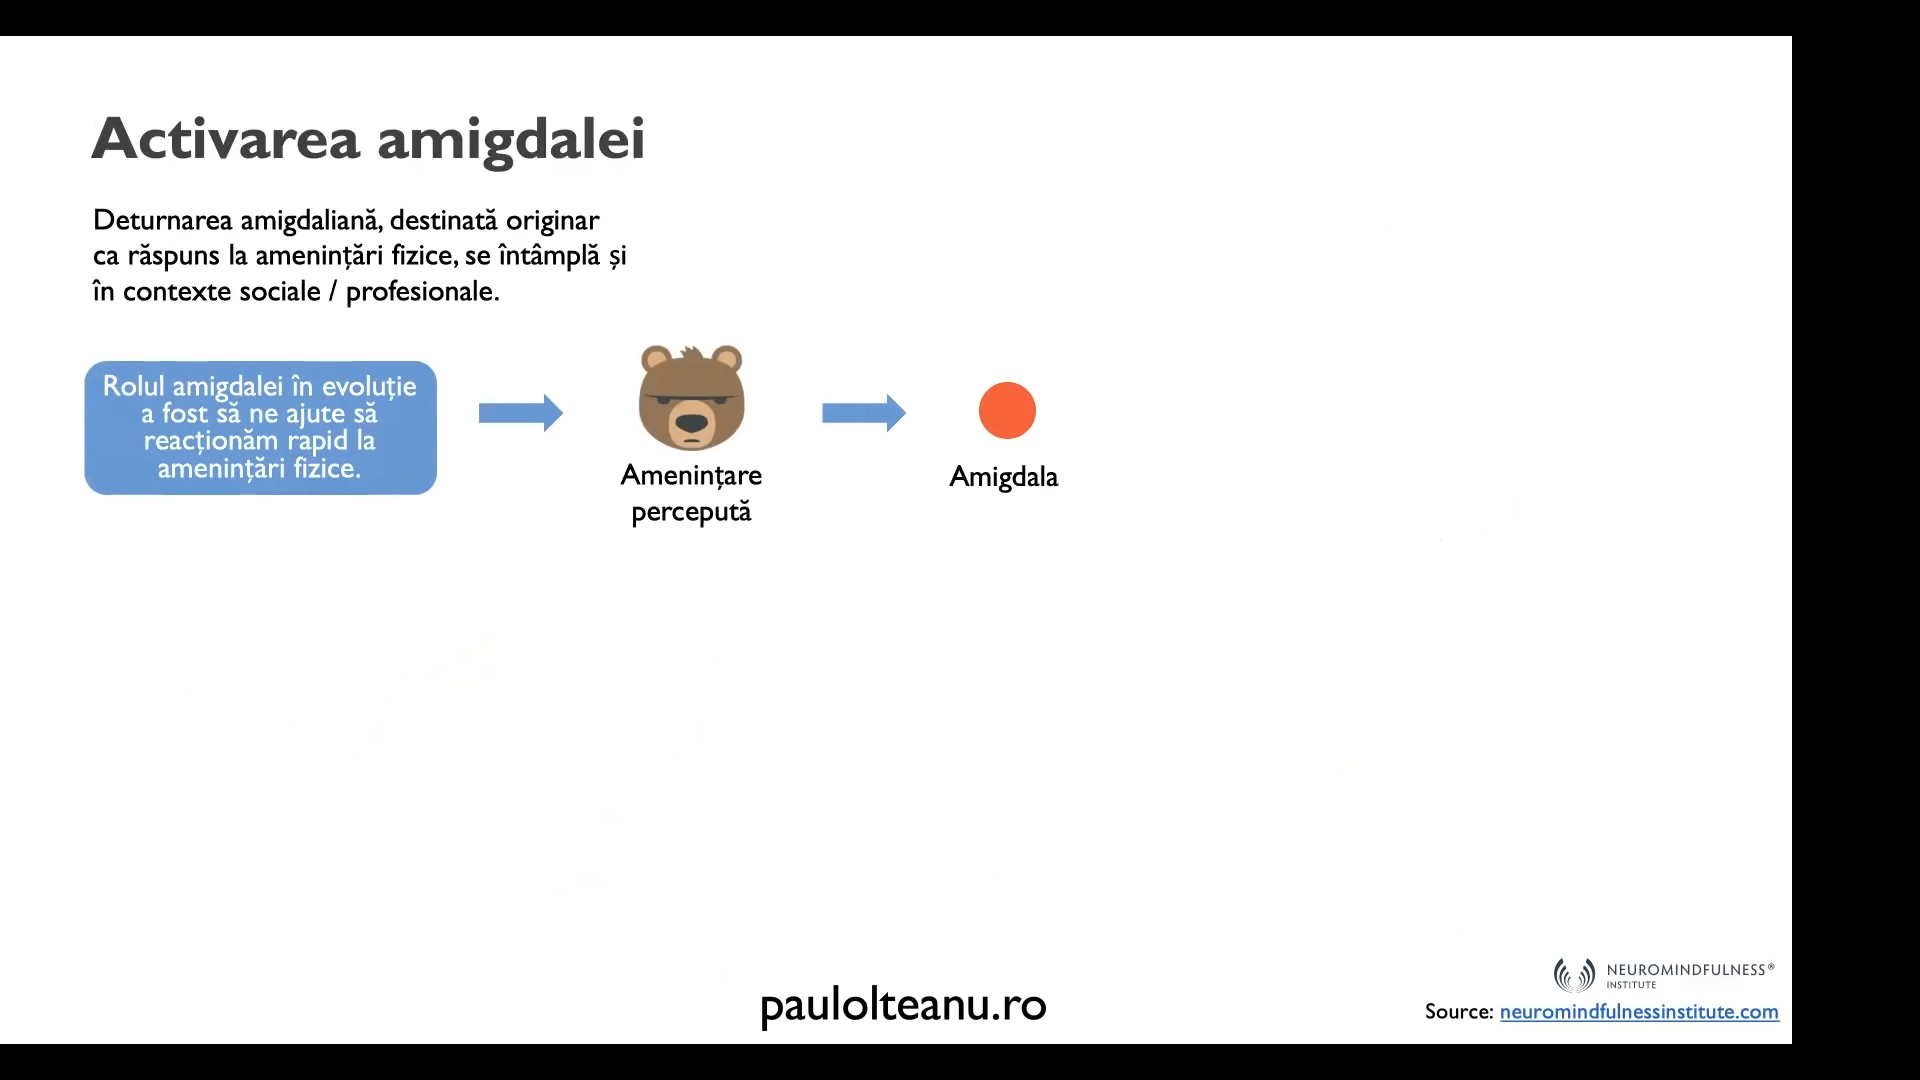 Activarea amigdalei
Deturnarea amigdaliană, destinată originar
ca răspuns la amenințări fizice, se întâmplă și
în contexte sociale / profesionale.
Rolul amigdalei în evoluție
a fost să ne ajute să
reacționăm rapid la
amenințări fizice.
Amenințare
percepută
Amigdala
NEUROMINDFULNESS®
INSTITUTE
paulolteanu.ro
Source: neuromindfulnessinstitute.com